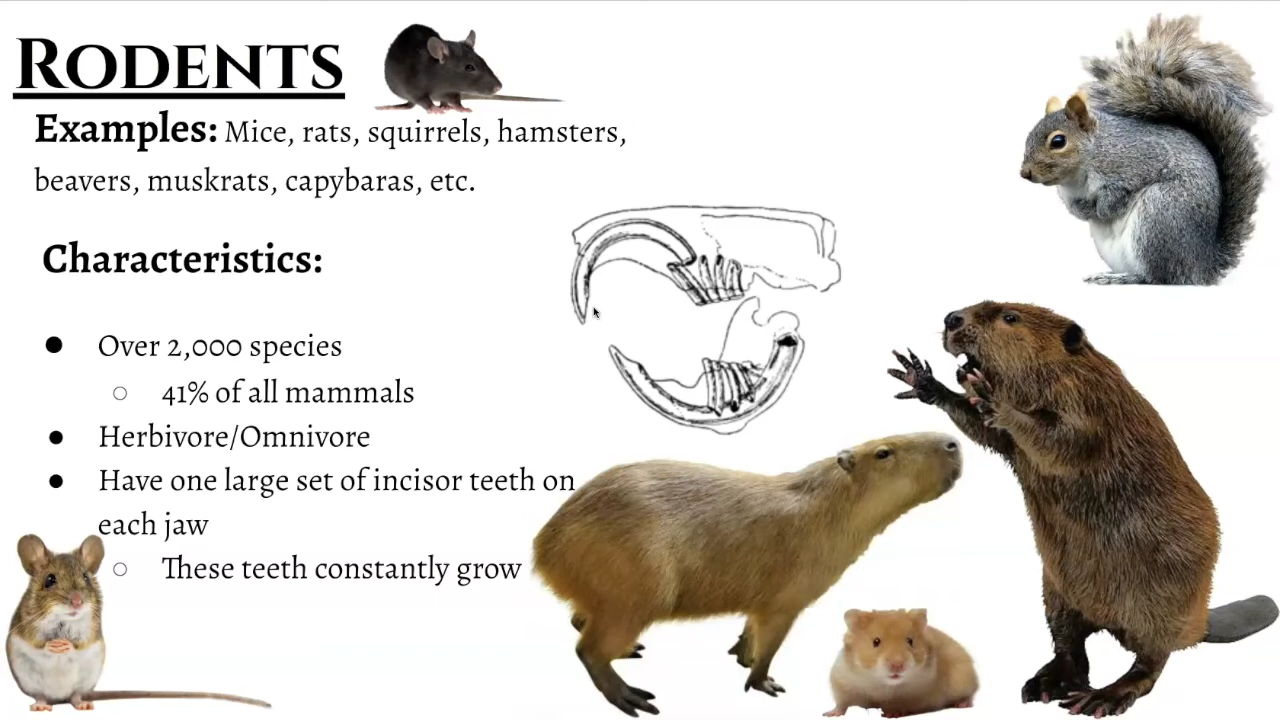 RODENTS
Examples: Mice, rats, squirrels, hamsters,
beavers, muskrats, capybaras, etc.
Characteristics:
● Over 2,000 species
○ 41% of all mammals
● Herbivore/Omnivore
● Have one large set of incisor teeth on
each jaw
○ These teeth constantly grow